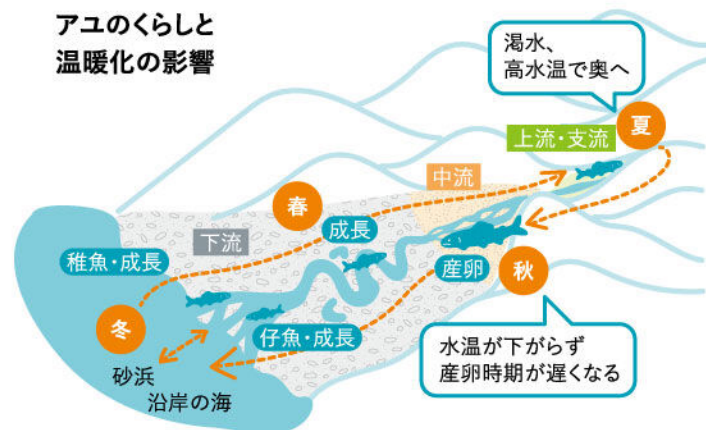 アユのくらしと
温暖化の影響
渇水、
高水温で奥へ
夏
上流・支流
中流
春
成長
下流
稚魚・成長
産卵
秋
冬
仔魚・成長
砂浜
沿岸の海
水温が下がらず
産卵時期が遅くなる